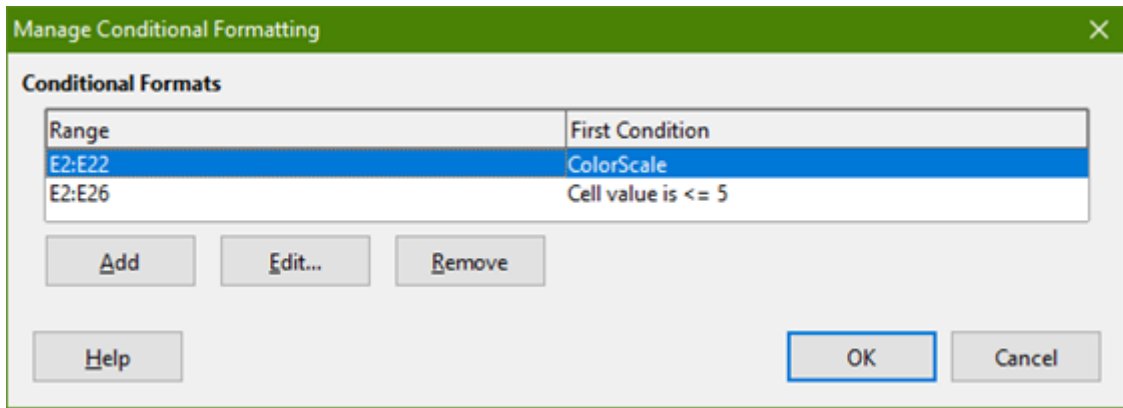 Manage Conditional Formatting
Conditional Formats
Range First Condition
E2:E22 ColorScale
E2:E26 Cell value is <= 5
Add Edit... Remove
Help OK Cancel